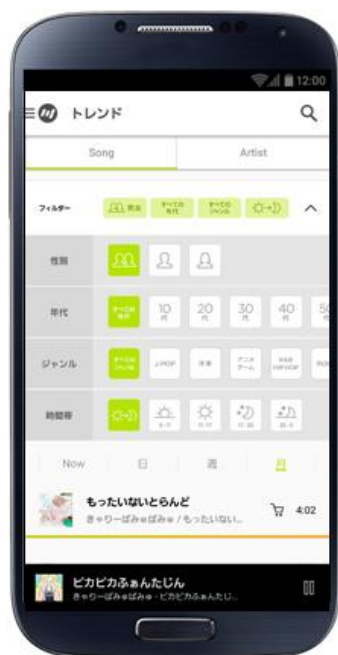 12:00
トレンド
Song
Artist
フィルター
男女
すべての年代
すべてのジャンル
性別
年代
すべての年代
10代
20代
30代
40代
ジャンル
すべてのジャンル
J-POP
洋楽
アニメ
ゲーム
R&B
HIP HOP
時間帯
5-11
11-17
Now
日
週
月
もったいないとらんど
4:02
きゃりーぱみゅぱみゅ / もったいない...
ピカピカふぁんたじん
きゃりーぱみゅぱみゅ - ピカピカふぁんたじ...